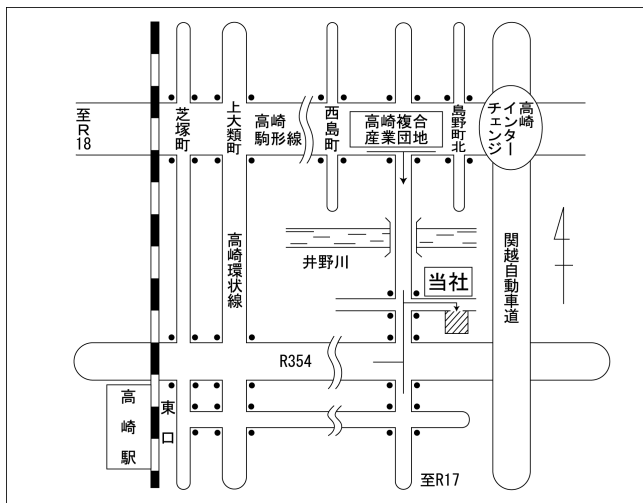 至R18
芝塚町
上大類町
高崎
駒形線
西島町
高崎複合
産業団地
島野町北
高崎
インター
チェンジ
高崎環状線
井野川
当社
関越自動車道
R354
高崎駅
東口
至R17